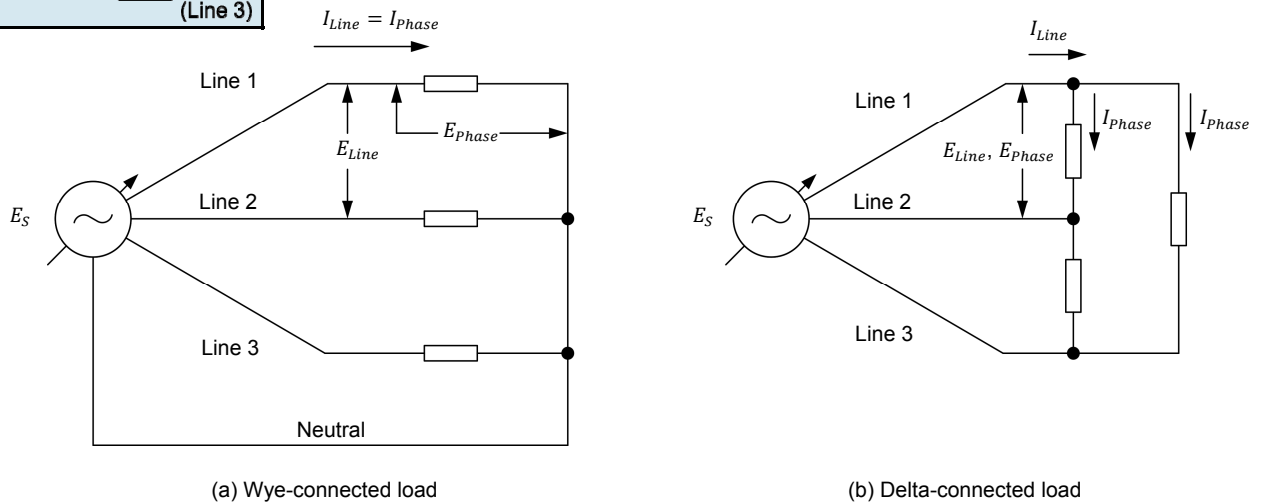 (Line 3)
I_Line = I_Phase
Line 1
E_Phase
E_Line
Line 2
E_S
Line 3
Neutral
(a) Wye-connected load
I_Line
Line 1
I_Phase
I_Phase
E_Line, E_Phase
Line 2
E_S
Line 3
(b) Delta-connected load